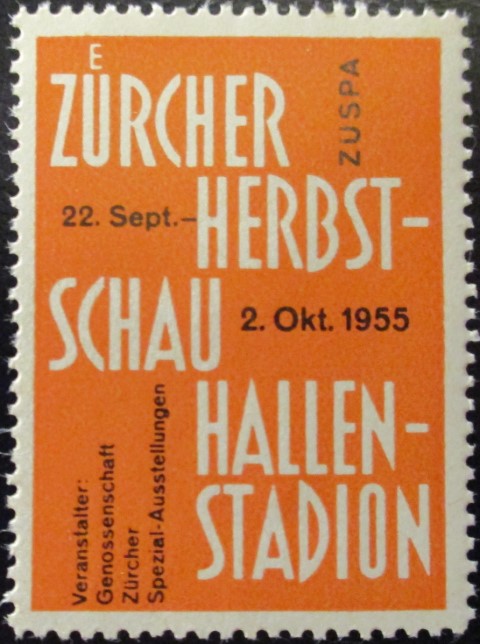 ZÜRCHER
ZUSPA
22. Sept.–
HERBST-
SCHAU
2. Okt. 1955
HALLEN-
STADION
Veranstalter:
Genossenschaft
Zürcher
Spezial-Ausstellungen